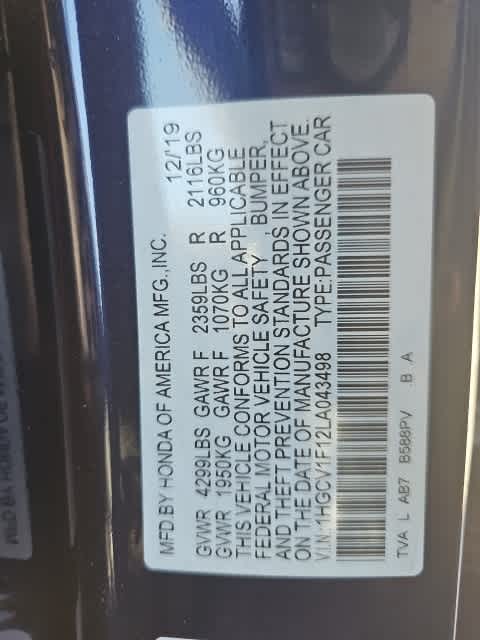 MFD.BY HONDA OF AMERICA MFG.,INC. 12/'19
GVWR 4299LBS GAWR F 2359LBS R 2116LBS
GVWR 1950KG GAWR F 1070KG R 960KG
THIS VEHICLE CONFORMS TO ALL APPLICABLE
FEDERAL MOTOR VEHICLE SAFETY , BUMPER,
AND THEFT PREVENTION STANDARDS IN EFFECT
ON THE DATE OF MANUFACTURE SHOWN ABOVE.
V.I.N:1HGCV1F12LA043498 TYPE:PASSENGER CAR
TVA L AB7 B588PV .B .A